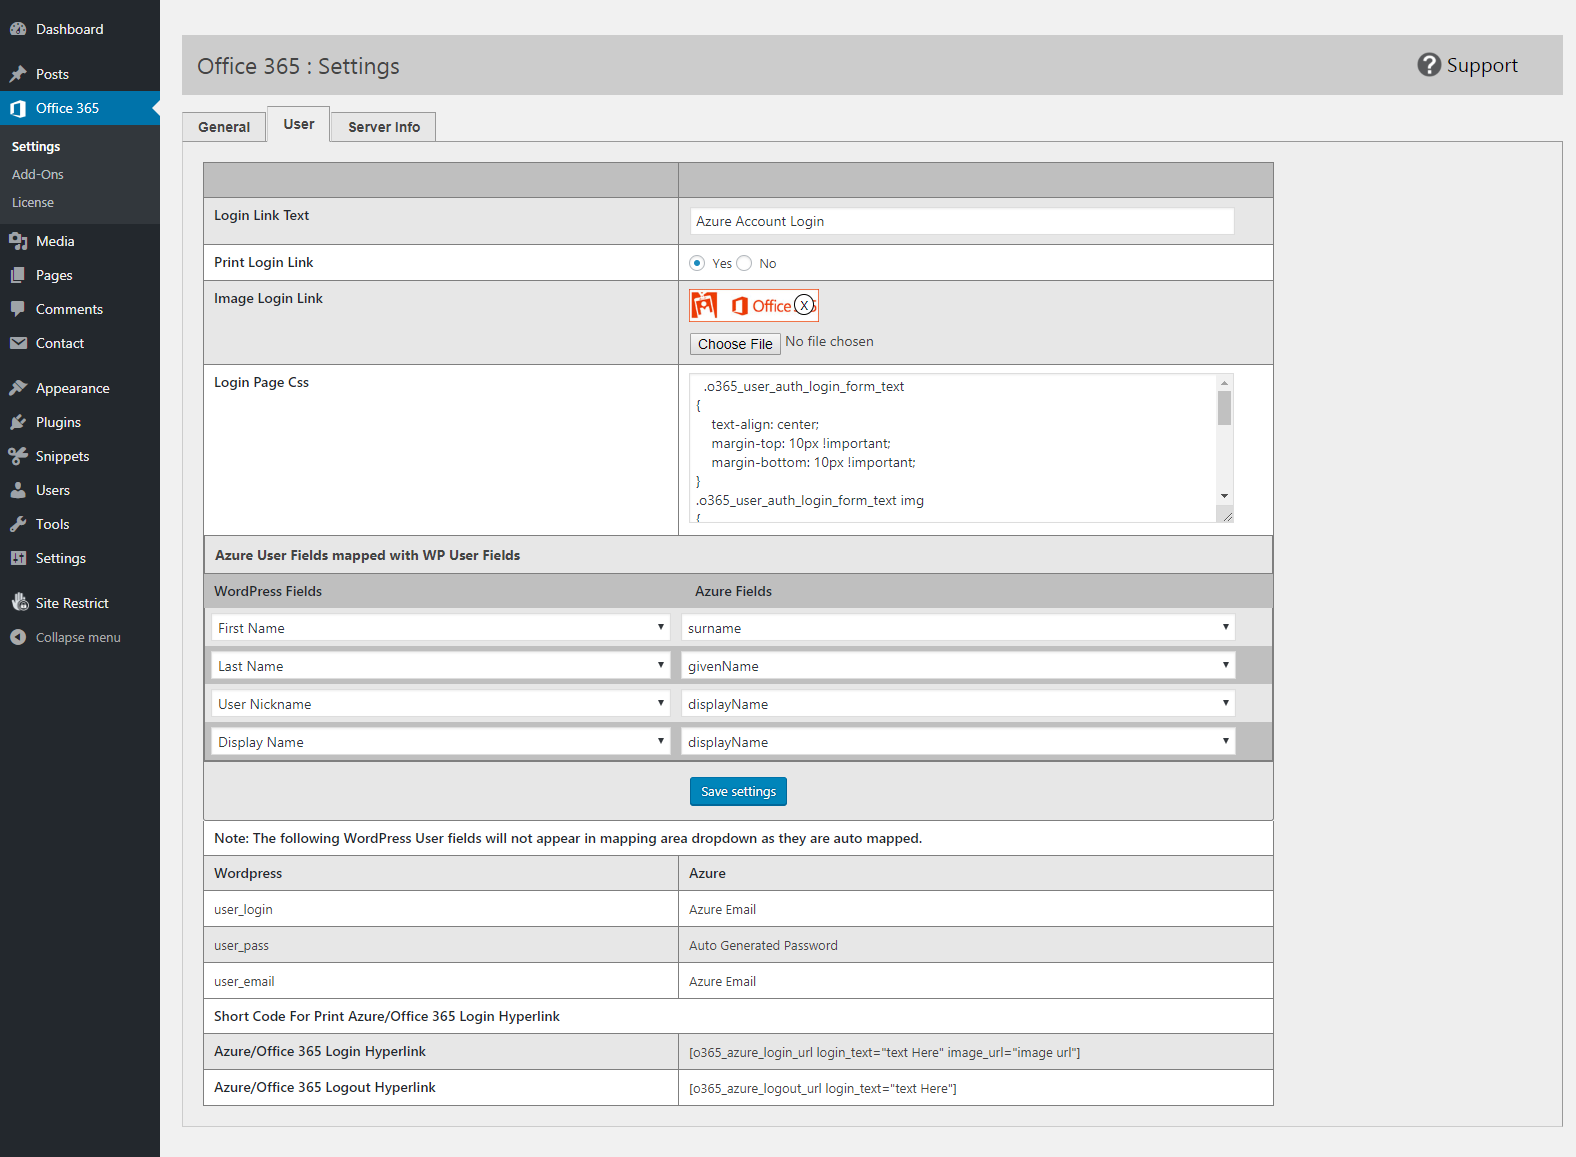 Dashboard
Posts
Office 365
Settings
Add-Ons
License
Media
Pages
Comments
Contact
Appearance
Plugins
Snippets
Users
Tools
Settings
Site Restrict
Collapse menu
Office 365 : Settings
? Support
General User Server Info
Login Link Text
Azure Account Login
Print Login Link
Yes No
Image Login Link
Office X
Choose File No file chosen
Login Page Css
.o365_user_auth_login_form_text
{
text-align: center;
margin-top: 10px !important;
margin-bottom: 10px !important;
}
.o365_user_auth_login_form_text img
{
Azure User Fields mapped with WP User Fields
WordPress Fields Azure Fields
First Name surname
Last Name givenName
User Nickname displayName
Display Name displayName
Save settings
Note: The following WordPress User fields will not appear in mapping area dropdown as they are auto mapped.
Wordpress Azure
user_login Azure Email
user_pass Auto Generated Password
user_email Azure Email
Short Code For Print Azure/Office 365 Login Hyperlink
Azure/Office 365 Login Hyperlink [o365_azure_login_url login_text="text Here" image_url="image url"]
Azure/Office 365 Logout Hyperlink [o365_azure_logout_url login_text="text Here"]